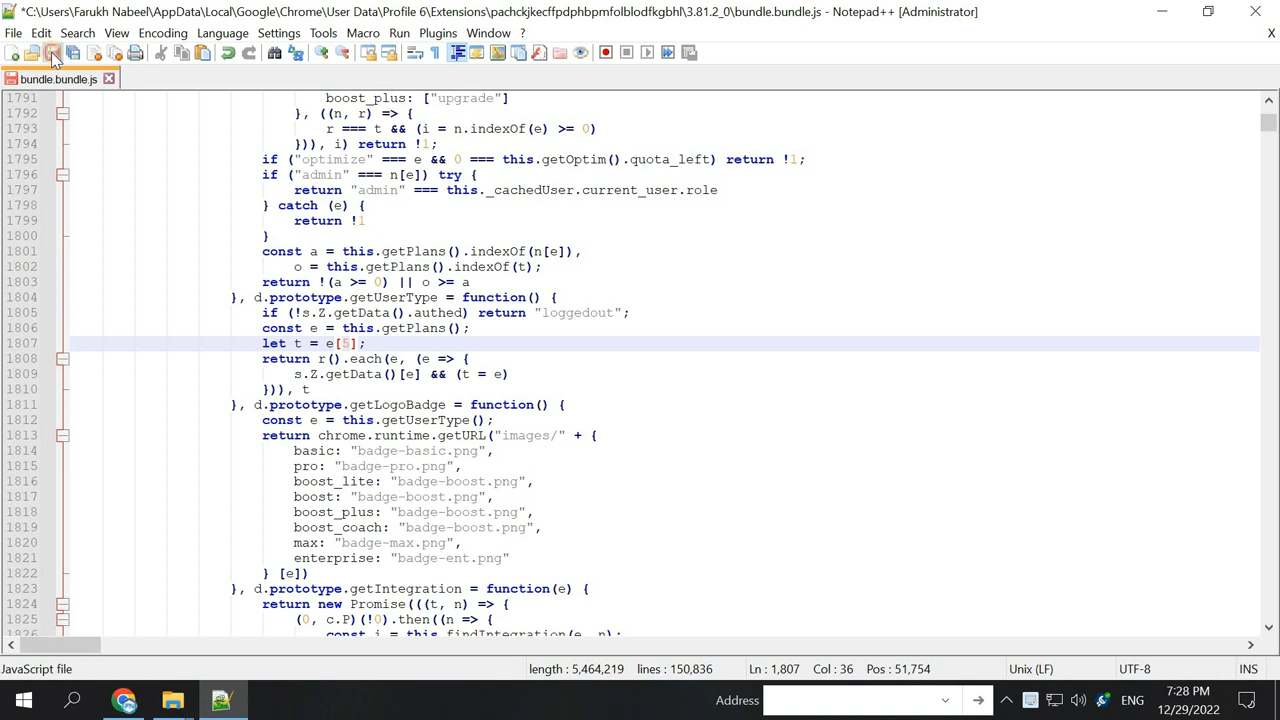 *C:\Users\Farukh Nabeel\AppData\Local\Google\Chrome\User Data\Profile 6\Extensions\pachckjkecffpdphbpmfolblodfkgbhl\3.81.2_0\bundle.bundle.js - Notepad++ [Administrator]
File Edit Search View Encoding Language Settings Tools Macro Run Plugins Window ? X
bundle.bundle.js
1791 boost_plus: ["upgrade"]
1792 }, ((n, r) => {
1793 r === t && (i = n.indexOf(e) >= 0)
1794 })), i) return !1;
1795 if ("optimize" === e && 0 === this.getOptim().quota_left) return !1;
1796 if ("admin" === n[e]) try {
1797 return "admin" === this._cachedUser.current_user.role
1798 } catch (e) {
1799 return !1
1800 }
1801 const a = this.getPlans().indexOf(n[e]),
1802 o = this.getPlans().indexOf(t);
1803 return !(a >= 0) || o >= a
1804 }, d.prototype.getUserType = function() {
1805 if (!s.Z.getData().authed) return "loggedout";
1806 const e = this.getPlans();
1807 let t = e[5];
1808 return r().each(e, (e => {
1809 s.Z.getData()[e] && (t = e)
1810 })), t
1811 }, d.prototype.getLogoBadge = function() {
1812 const e = this.getUserType();
1813 return chrome.runtime.getURL("images/" + {
1814 basic: "badge-basic.png",
1815 pro: "badge-pro.png",
1816 boost_lite: "badge-boost.png",
1817 boost: "badge-boost.png",
1818 boost_plus: "badge-boost.png",
1819 boost_coach: "badge-boost.png",
1820 max: "badge-max.png",
1821 enterprise: "badge-ent.png"
1822 } [e])
1823 }, d.prototype.getIntegration = function(e) {
1824 return new Promise(((t, n) => {
1825 (0, c.P)(!0).then((n => {
1826 const i = this.findIntegration(e, n);
JavaScript file length : 5,464,219 lines : 150,836 Ln : 1,807 Col : 36 Pos : 51,754 Unix (LF) UTF-8 INS
Address ENG 7:28 PM
12/29/2022